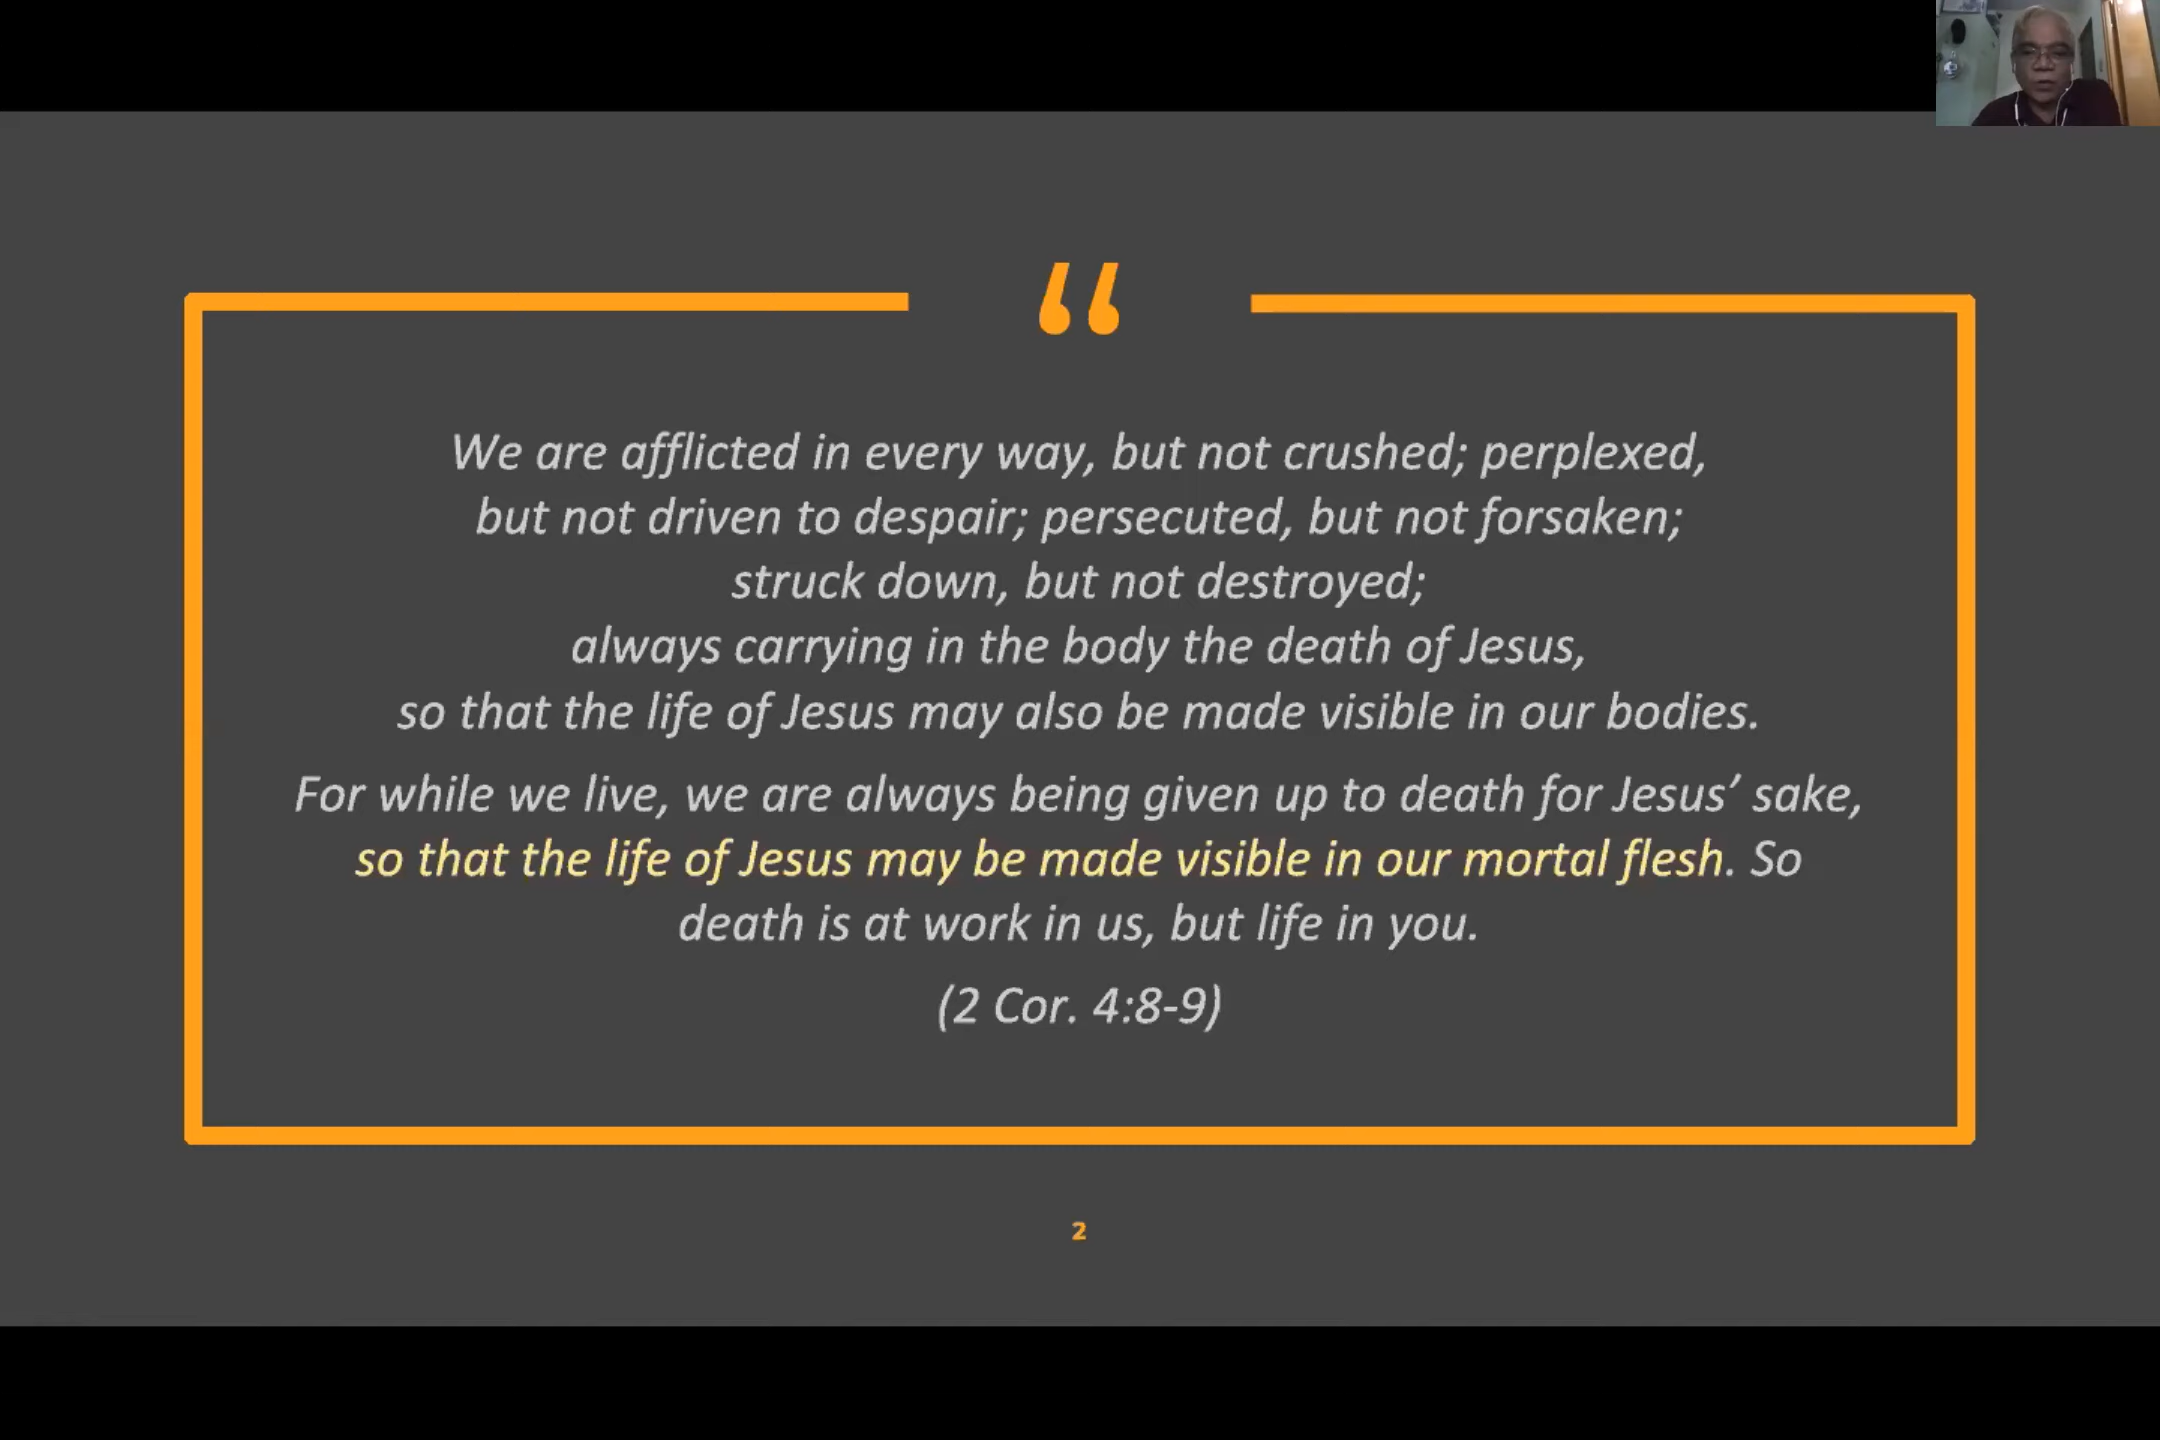 “
We are afflicted in every way, but not crushed; perplexed,
but not driven to despair; persecuted, but not forsaken;
struck down, but not destroyed;
always carrying in the body the death of Jesus,
so that the life of Jesus may also be made visible in our bodies.
For while we live, we are always being given up to death for Jesus’ sake,
so that the life of Jesus may be made visible in our mortal flesh. So
death is at work in us, but life in you.
(2 Cor. 4:8-9)
2